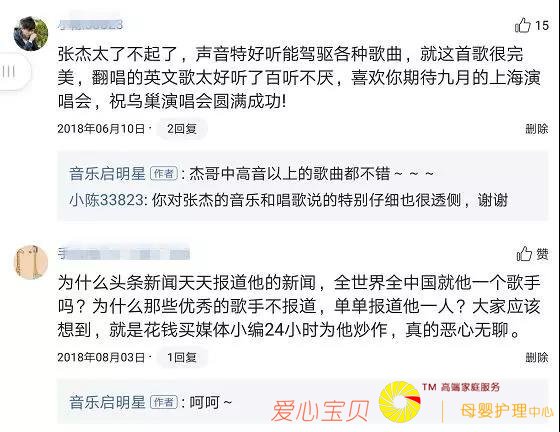 15
张杰太了不起了，声音特好听能驾驱各种歌曲，就这首歌很完
美，翻唱的英文歌太好听了百听不厌，喜欢你期待九月的上海演
唱会，祝鸟巢演唱会圆满成功!
2018年06月10日 · 2回复 删除
音乐启明星 作者 : 杰哥中高音以上的歌曲都不错～～～
小陈33823: 你对张杰的音乐和唱歌说的特别仔细也很透侧，谢谢
手 赞
为什么头条新闻天天报道他的新闻，全世界全中国就他一个歌手
吗？为什么那些优秀的歌手不报道，单单报道他一人？大家应该
想到，就是花钱买媒体小编24小时为他炒作，真的恶心无聊。
2018年08月03日 · 1回复 删除
音乐启明星 作者 : 呵呵～
爱心宝贝 TM 高端家庭服务
母婴护理中心